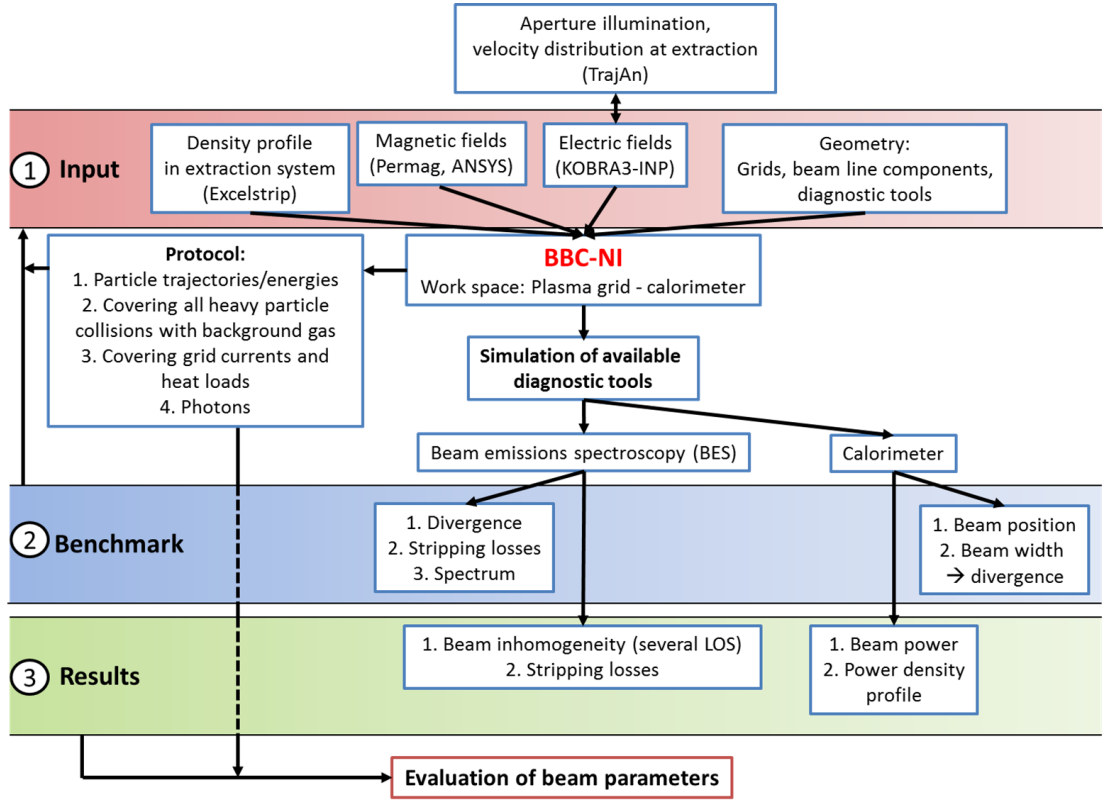 Aperture illumination,
velocity distribution at extraction
(TrajAn)
1 Input
Density profile
in extraction system
(Excelstrip)
Magnetic fields
(Permag, ANSYS)
Electric fields
(KOBRA3-INP)
Geometry:
Grids, beam line components,
diagnostic tools
Protocol:
1. Particle trajectories/energies
2. Covering all heavy particle
collisions with background gas
3. Covering grid currents and
heat loads
4. Photons
BBC-NI
Work space: Plasma grid - calorimeter
Simulation of available
diagnostic tools
Beam emissions spectroscopy (BES)
Calorimeter
2 Benchmark
1. Divergence
2. Stripping losses
3. Spectrum
1. Beam position
2. Beam width
→ divergence
3 Results
1. Beam inhomogeneity (several LOS)
2. Stripping losses
1. Beam power
2. Power density
profile
Evaluation of beam parameters